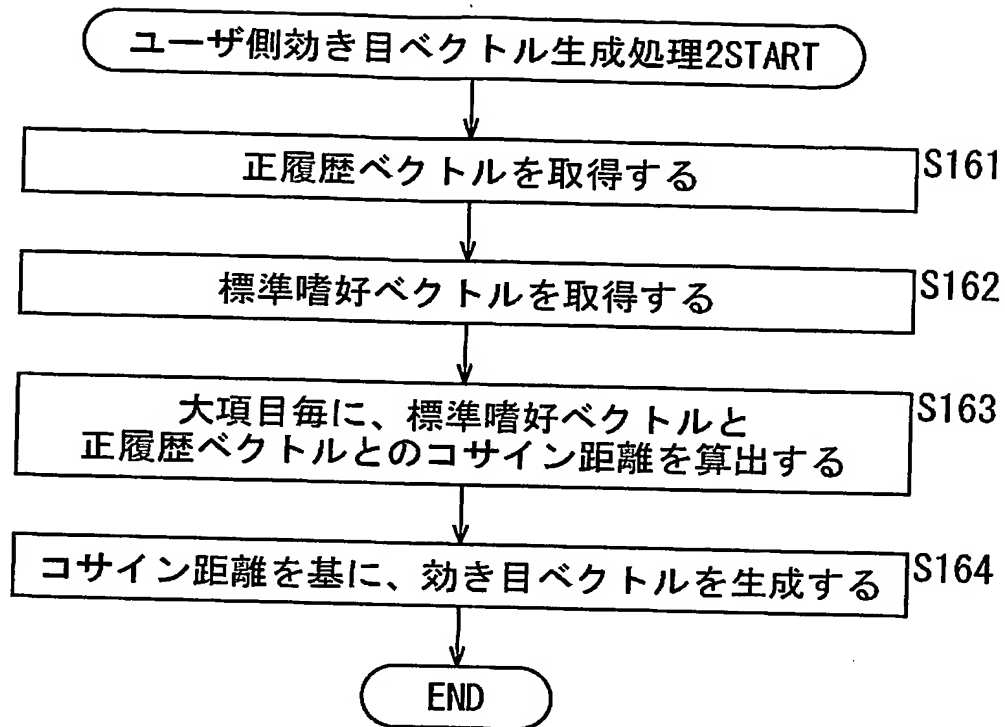 ユーザ側効き目ベクトル生成処理2START
正履歴ベクトルを取得する
S161
標準嗜好ベクトルを取得する
S162
大項目毎に、標準嗜好ベクトルと
正履歴ベクトルとのコサイン距離を算出する
S163
コサイン距離を基に、効き目ベクトルを生成する
S164
END